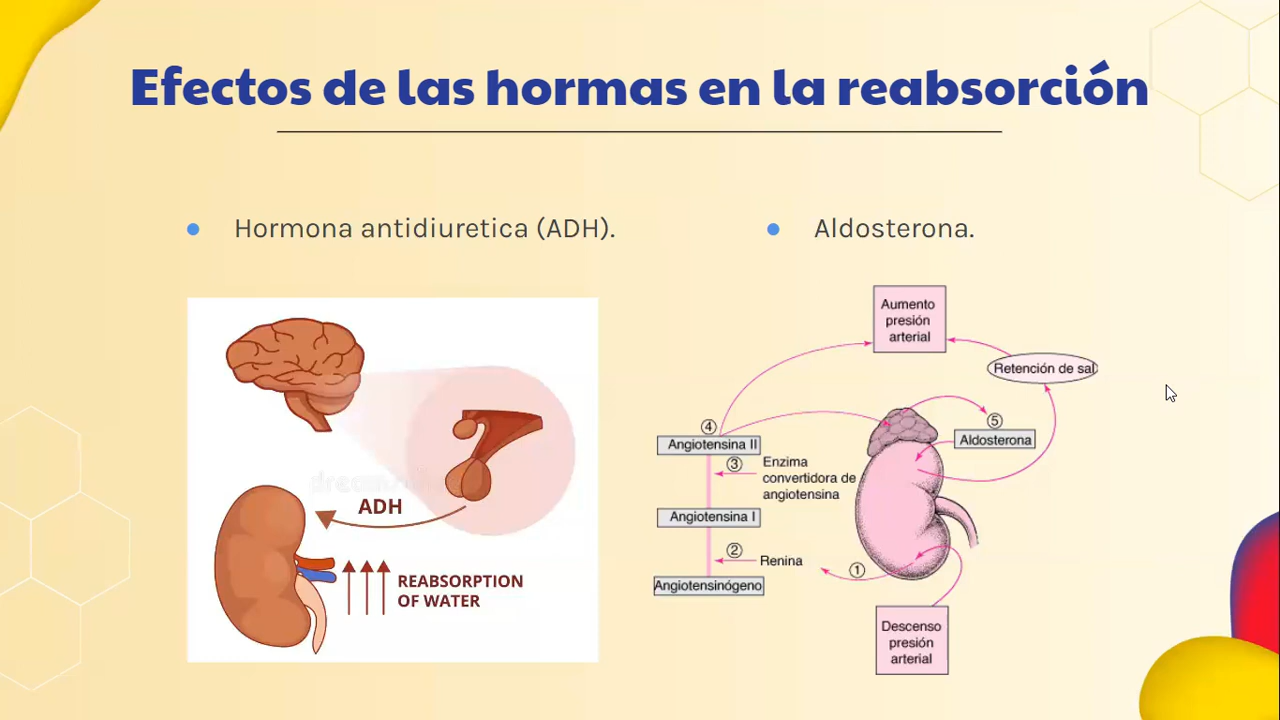 Efectos de las hormas en la reabsorción
Hormona antidiuretica (ADH).
Aldosterona.
ADH
REABSORPTION
OF WATER
Aumento
presión
arterial
Retención de sal
④
Angiotensina II
③
Enzima
convertidora de
angiotensina
⑤
Aldosterona
Angiotensina I
②
Renina
①
Angiotensinógeno
Descenso
presión
arterial